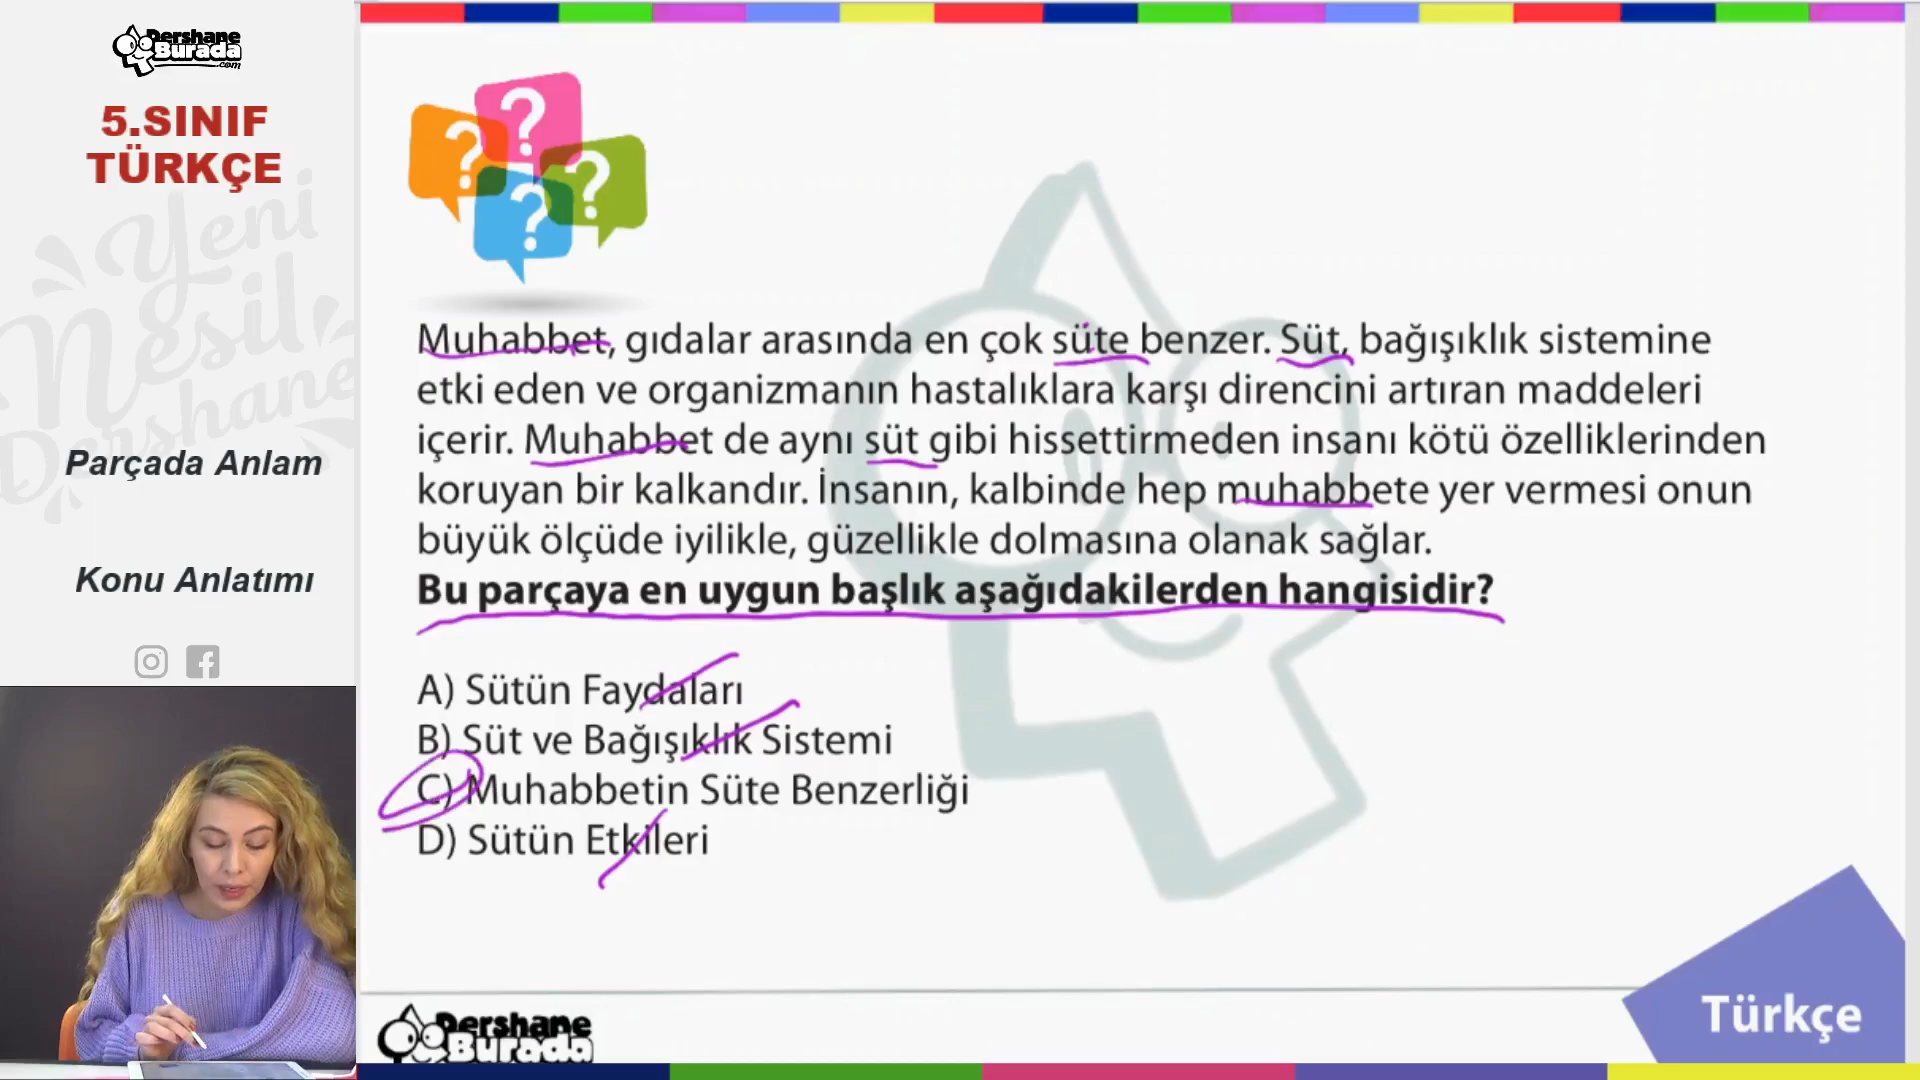 Dershane
Burada
.com
5.SINIF
TÜRKÇE
Yeni
Nesil
Dershane
Parçada Anlam
Konu Anlatımı
Muhabbet, gıdalar arasında en çok süte benzer. Süt, bağışıklık sistemine
etki eden ve organizmanın hastalıklara karşı direncini artıran maddeleri
içerir. Muhabbet de aynı süt gibi hissettirmeden insanı kötü özelliklerinden
koruyan bir kalkandır. İnsanın, kalbinde hep muhabbete yer vermesi onun
büyük ölçüde iyilikle, güzellikle dolmasına olanak sağlar.
Bu parçaya en uygun başlık aşağıdakilerden hangisidir?
A) Sütün Faydaları
B) Süt ve Bağışıklık Sistemi
C) Muhabbetin Süte Benzerliği
D) Sütün Etkileri
Dershane
Burada
Türkçe